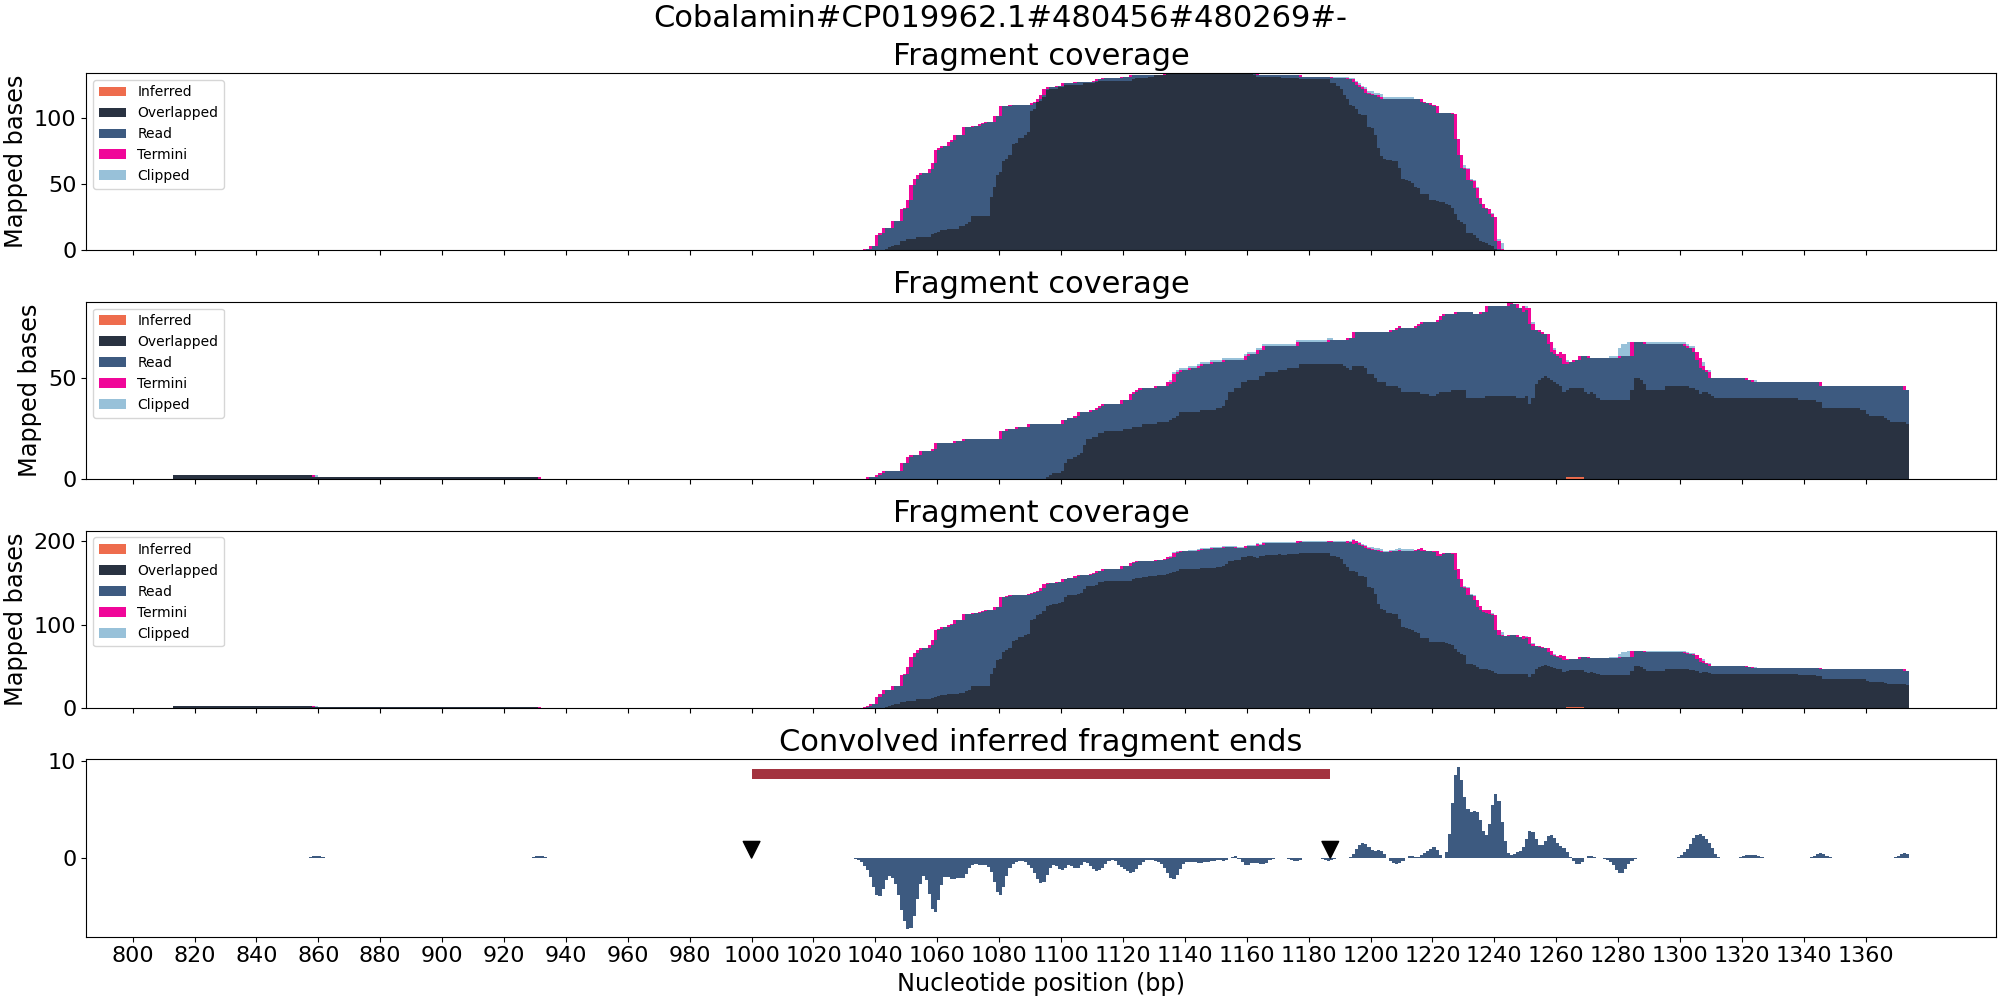 Cobalamin#CP019962.1#480456#480269#-
Fragment coverage
Mapped bases
100
50
0
Inferred
Overlapped
Read
Termini
Clipped
Fragment coverage
Mapped bases
50
0
Inferred
Overlapped
Read
Termini
Clipped
Fragment coverage
Mapped bases
200
100
0
Inferred
Overlapped
Read
Termini
Clipped
Convolved inferred fragment ends
10
0
800 820 840 860 880 900 920 940 960 980 1000 1020 1040 1060 1080 1100 1120 1140 1160 1180 1200 1220 1240 1260 1280 1300 1320 1340 1360
Nucleotide position (bp)